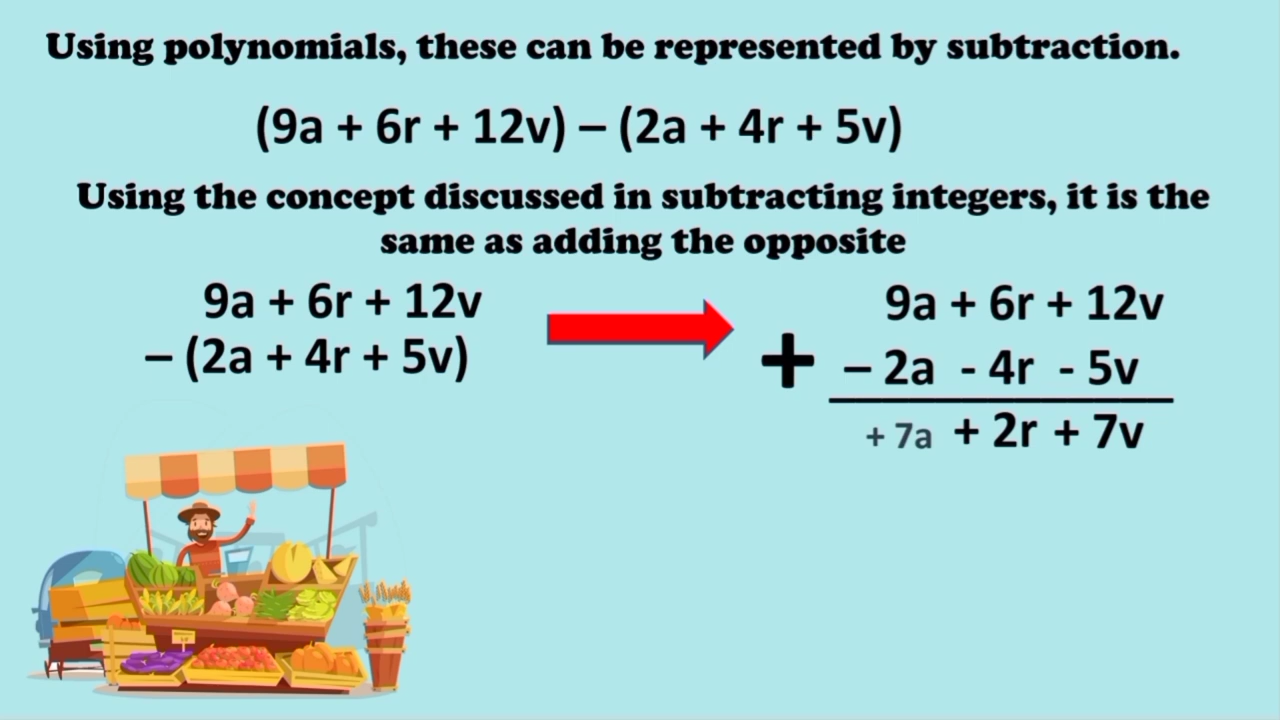 Using polynomials, these can be represented by subtraction.
(9a + 6r + 12v) – (2a + 4r + 5v)
Using the concept discussed in subtracting integers, it is the
same as adding the opposite
9a + 6r + 12v
– (2a + 4r + 5v)
9a + 6r + 12v
+ – 2a - 4r - 5v
+ 7a + 2r + 7v